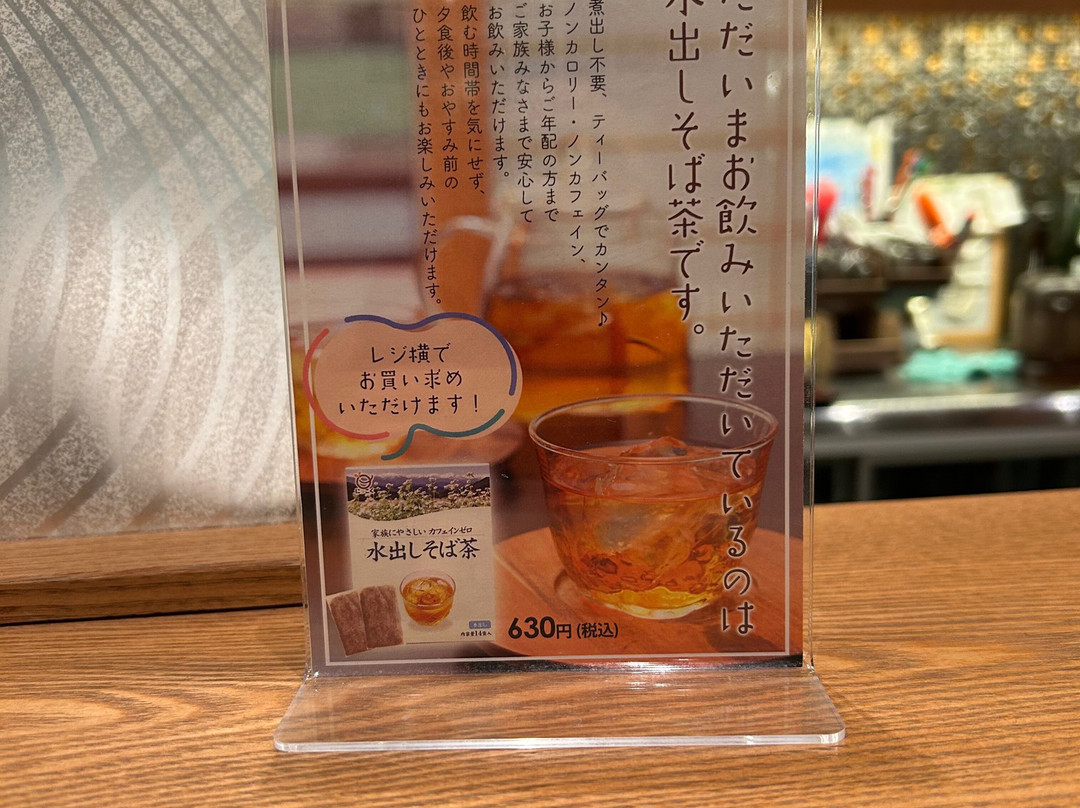 ただいまお飲みいただいているのは
水出しそば茶です。
煮出し不要、ティーバッグでカンタン♪
ノンカロリー・ノンカフェイン、
お子様からご年配の方まで
ご家族みなさまで安心して
お飲みいただけます。
飲む時間帯を気にせず、
夕食後やおやすみ前の
ひとときにもお楽しみいただけます。
レジ横で
お買い求め
いただけます！
家族にやさしい カフェインゼロ
水出しそば茶
内容量14袋入
630円(税込)